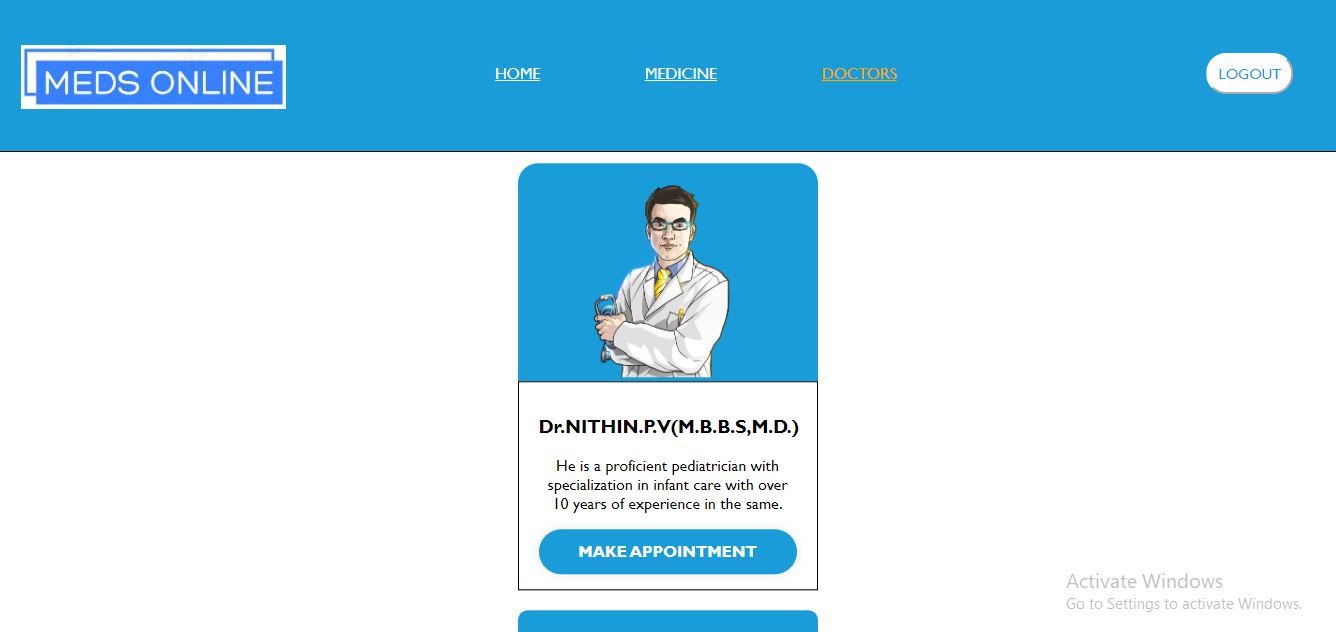 MEDS ONLINE
HOME
MEDICINE
DOCTORS
LOGOUT
Dr.NITHIN.P.V(M.B.B.S,M.D.)
He is a proficient pediatrician with
specialization in infant care with over
10 years of experience in the same.
MAKE APPOINTMENT
Activate Windows
Go to Settings to activate Windows.